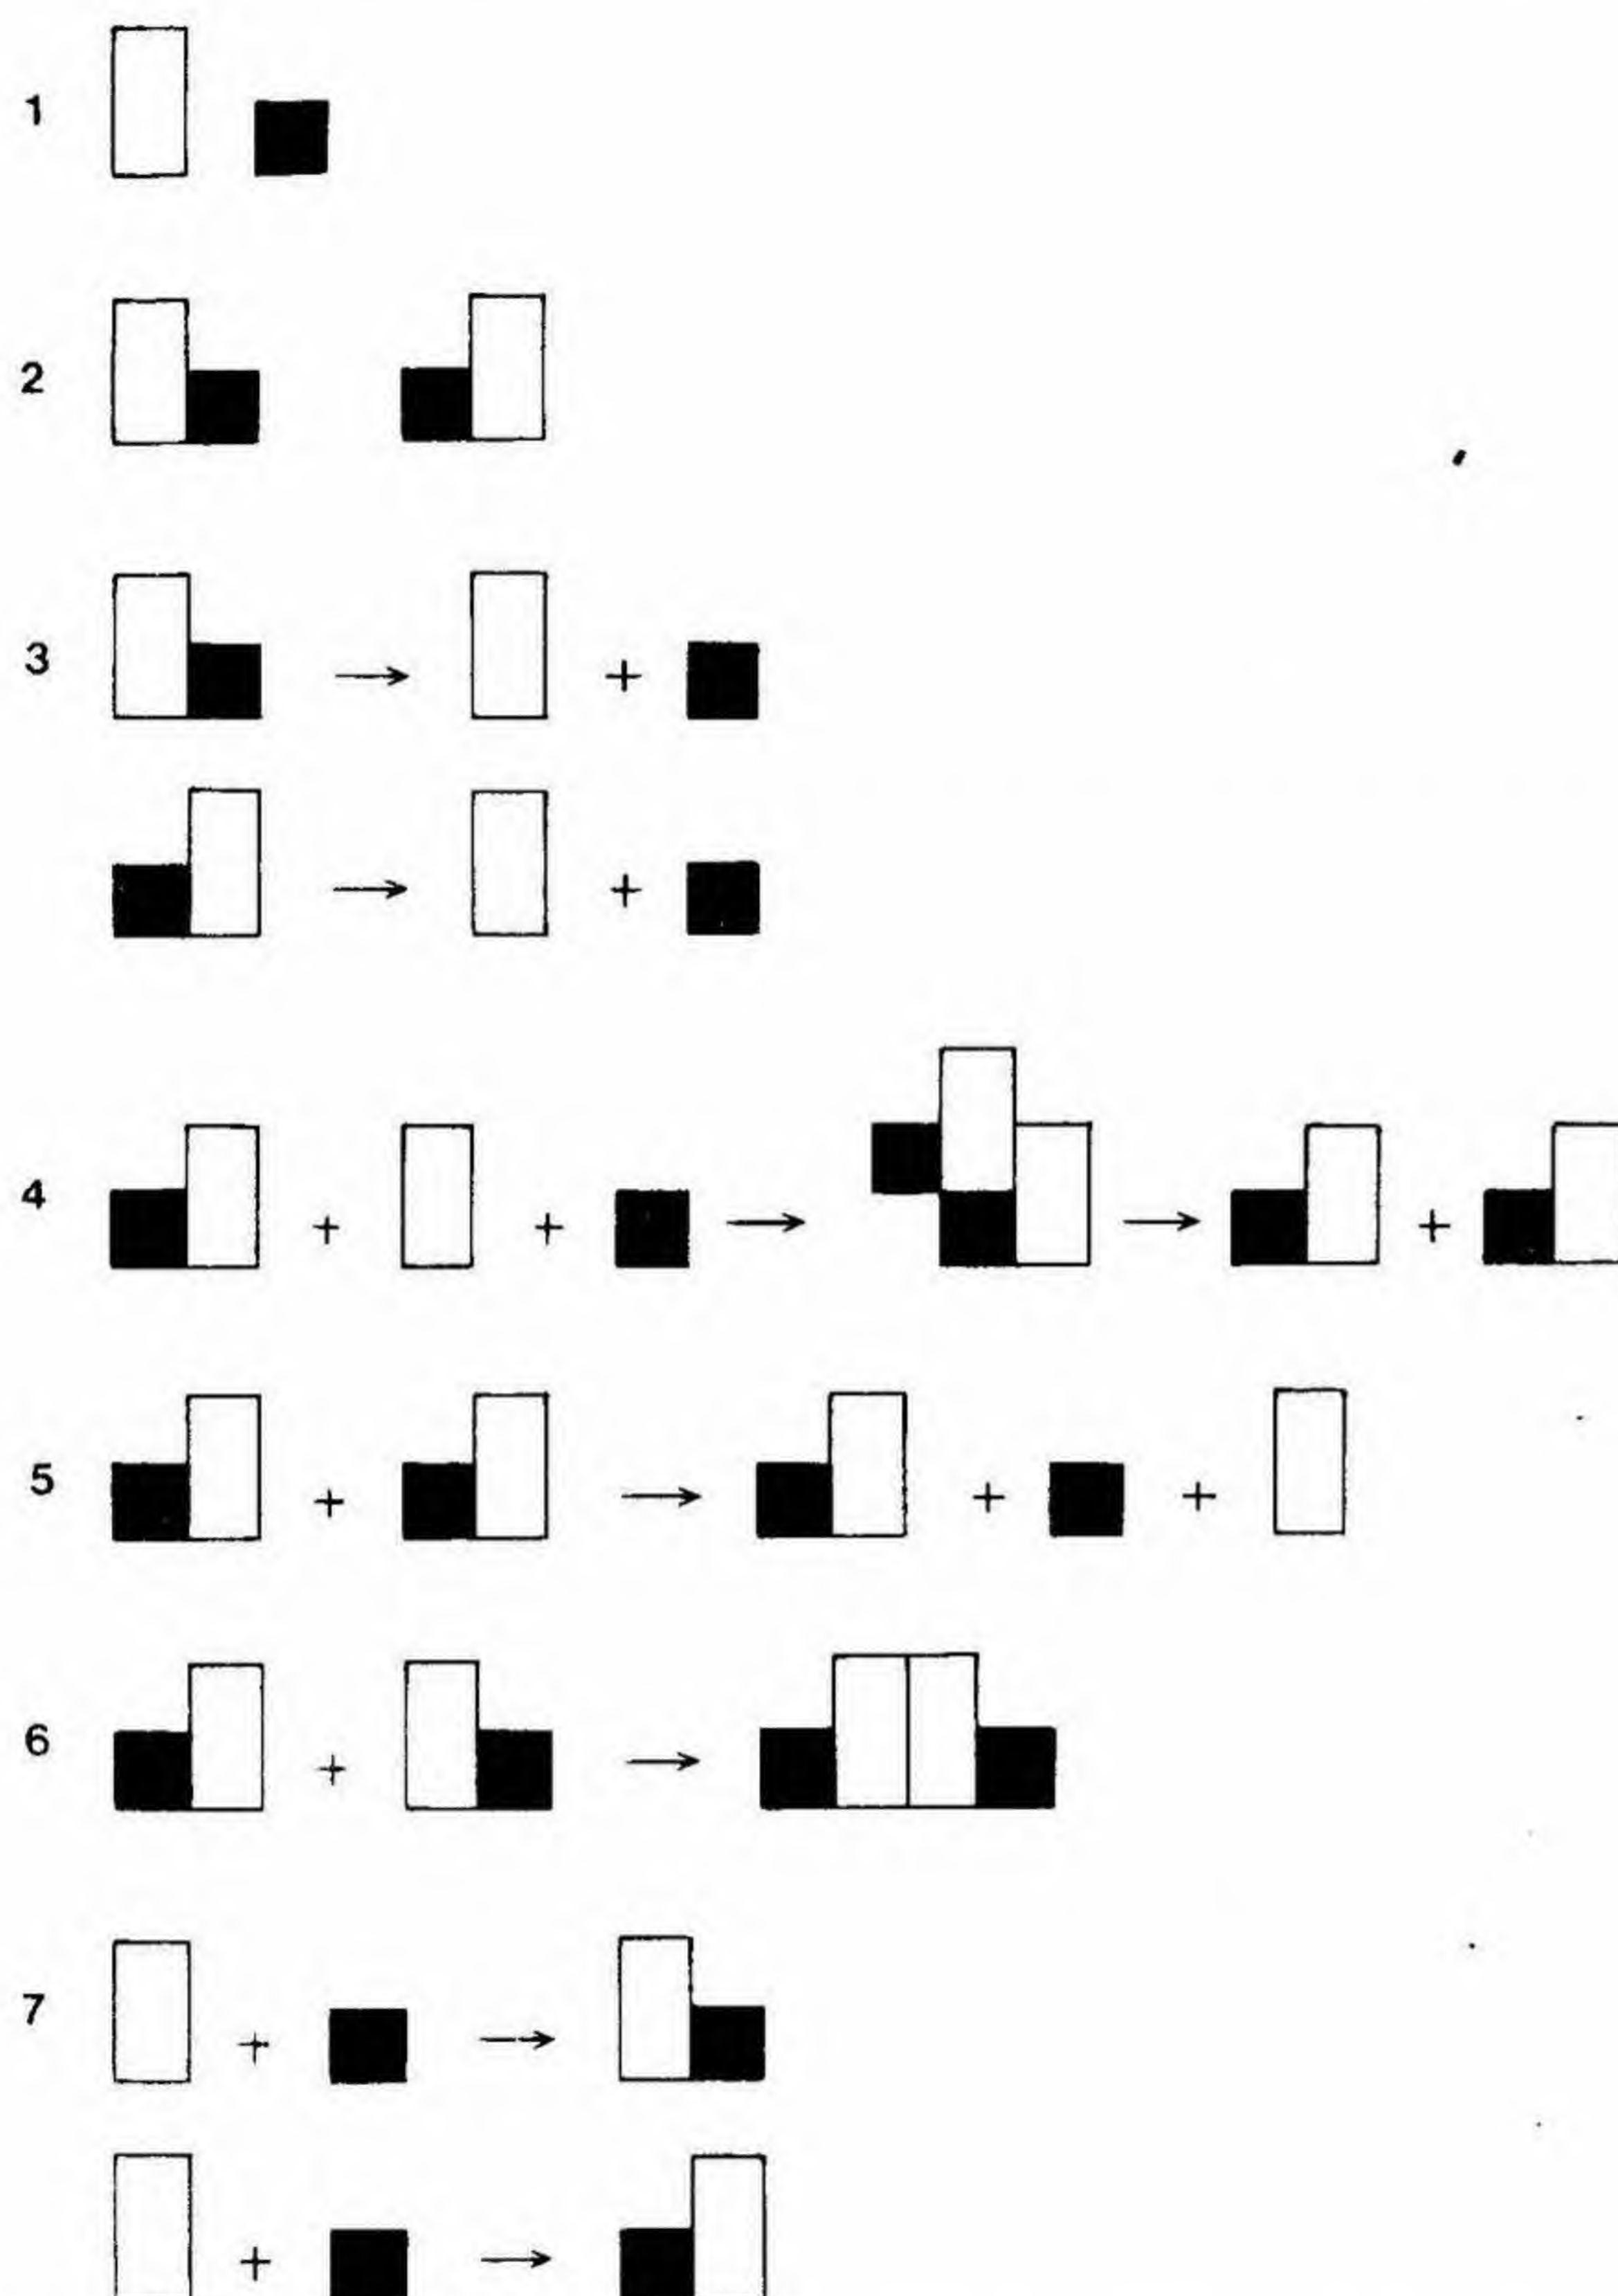 1
2
3 → +
→ +
4 + + → → +
5 + → + +
6 + →
7 + →
+ →